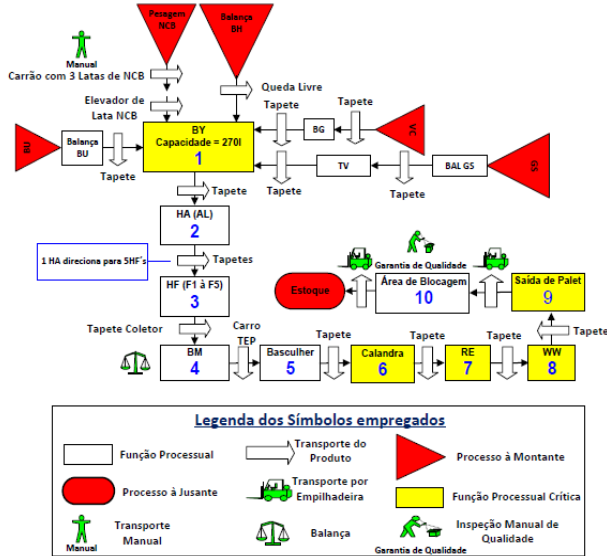 Pesagem
NCB
Balança
BH
Manual
Carrão com 3 Latas de NCB
Queda Livre
Elevador de
Lata NCB
Tapete
Tapete
BU
Balança
BU
Tapete
BY
Capacidade = 270l
1
BG
VC
Tapete
TV
Tapete
BAL GS
GS
Tapete
HA (AL)
2
1 HA direciona para 5HF´s
Tapetes
HF (F1 à F5)
3
Garantia de Qualidade
Estoque
Área de Blocagem
10
Saída de Palet
9
Tapete Coletor
Carro
TEP
Tapete
Tapete
Tapete
Tapete
BM
4
Basculher
5
Calandra
6
RE
7
WW
8
Legenda dos Símbolos empregados
Função Processual
Transporte do
Produto
Processo à Montante
Processo à Jusante
Transporte por
Empilhadeira
Função Processual Crítica
Manual
Transporte
Manual
Balança
Garantia de Qualidade
Inspeção Manual de
Qualidade